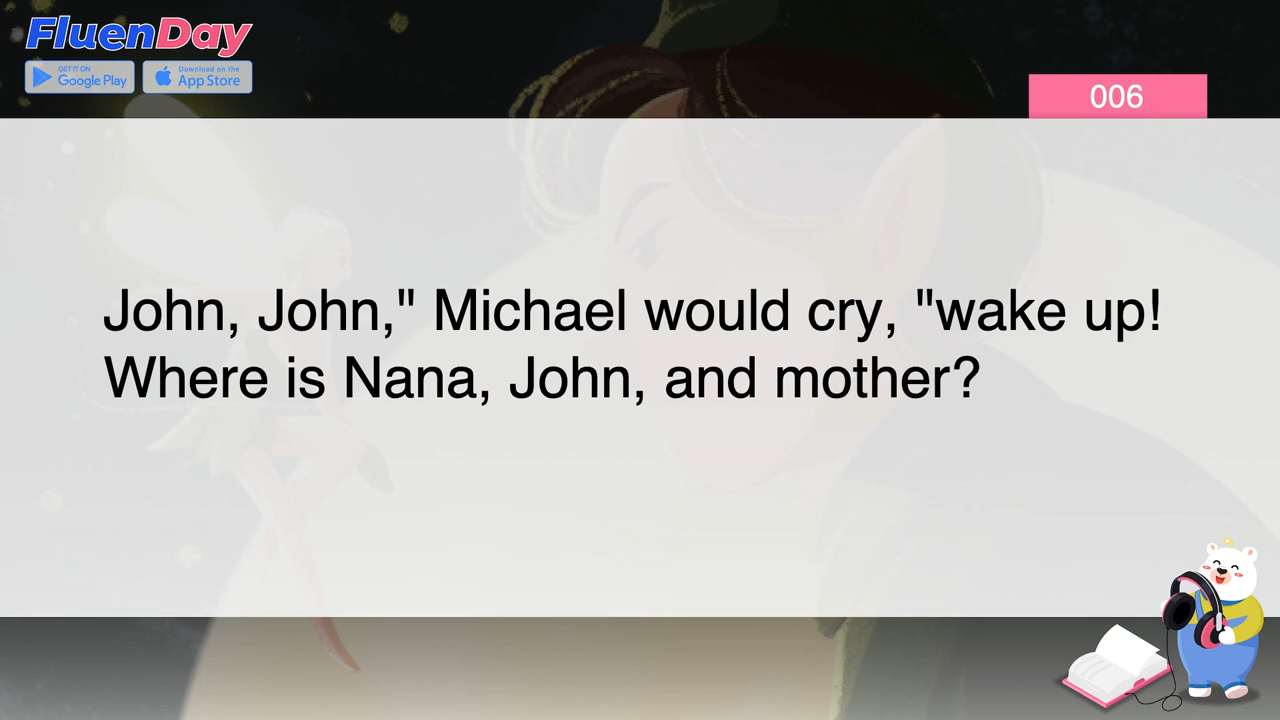 FluenDay
GET IT ON
Google Play
Download on the
App Store
006
John, John," Michael would cry, "wake up!
Where is Nana, John, and mother?